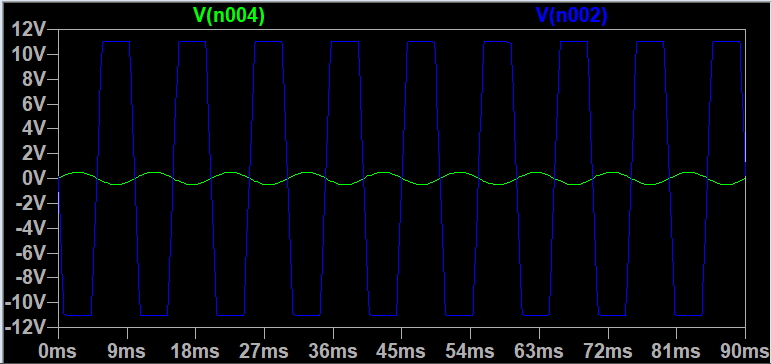 V(n004) V(n002)
12V
10V
8V
6V
4V
2V
0V
-2V
-4V
-6V
-8V
-10V
-12V
0ms 9ms 18ms 27ms 36ms 45ms 54ms 63ms 72ms 81ms 90ms